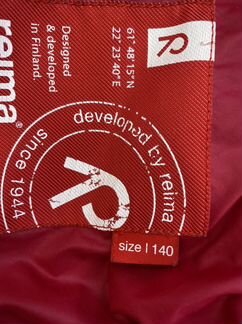 reima®
61° 48'15"N
22° 23'40"E
Designed
& developed
in Finland.
developed by reima
since 1944
size | 140